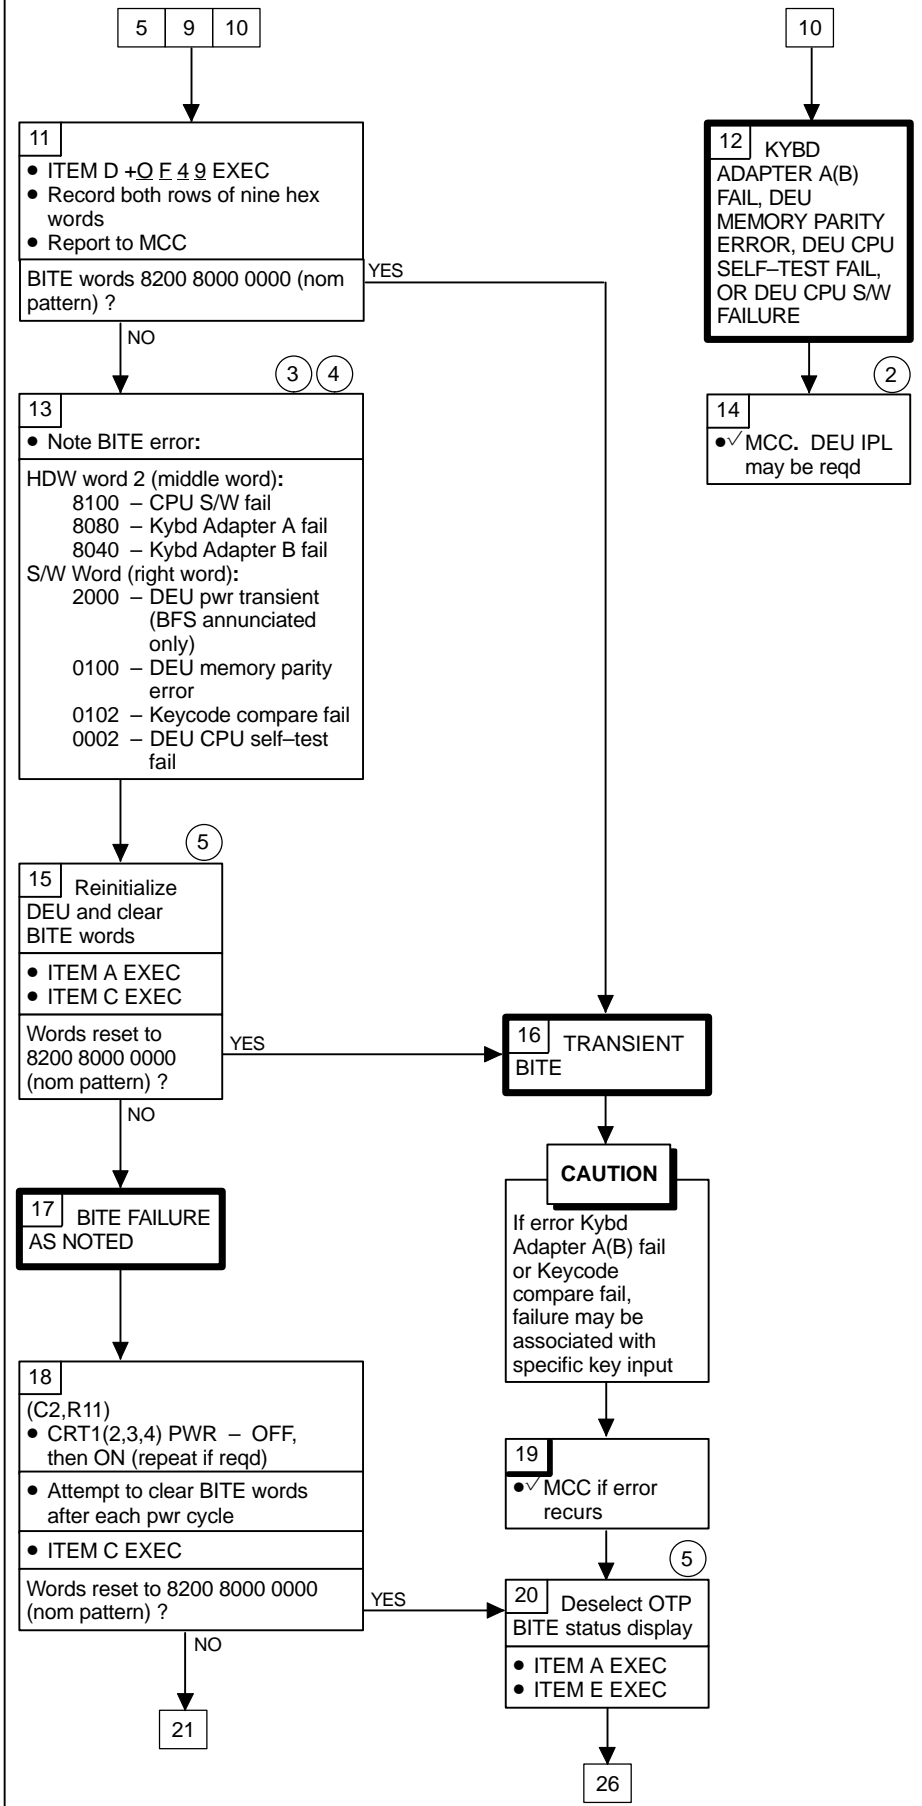 5 9 10
10
11
● ITEM D +O F 4 9 EXEC
● Record both rows of nine hex
words
● Report to MCC
BITE words 8200 8000 0000 (nom
pattern) ?
YES
NO
12 KYBD
ADAPTER A(B)
FAIL, DEU
MEMORY PARITY
ERROR, DEU CPU
SELF–TEST FAIL,
OR DEU CPU S/W
FAILURE
2
14
●√ MCC. DEU IPL
may be reqd
3 4
13
● Note BITE error:
HDW word 2 (middle word):
8100 – CPU S/W fail
8080 – Kybd Adapter A fail
8040 – Kybd Adapter B fail
S/W Word (right word):
2000 – DEU pwr transient
(BFS annunciated
only)
0100 – DEU memory parity
error
0102 – Keycode compare fail
0002 – DEU CPU self–test
fail
5
15 Reinitialize
DEU and clear
BITE words
● ITEM A EXEC
● ITEM C EXEC
Words reset to
8200 8000 0000
(nom pattern) ?
YES
NO
16 TRANSIENT
BITE
CAUTION
If error Kybd
Adapter A(B) fail
or Keycode
compare fail,
failure may be
associated with
specific key input
17 BITE FAILURE
AS NOTED
18
(C2,R11)
● CRT1(2,3,4) PWR – OFF,
then ON (repeat if reqd)
● Attempt to clear BITE words
after each pwr cycle
● ITEM C EXEC
Words reset to 8200 8000 0000
(nom pattern) ?
YES
NO
19
●√ MCC if error
recurs
5
20 Deselect OTP
BITE status display
● ITEM A EXEC
● ITEM E EXEC
21
26